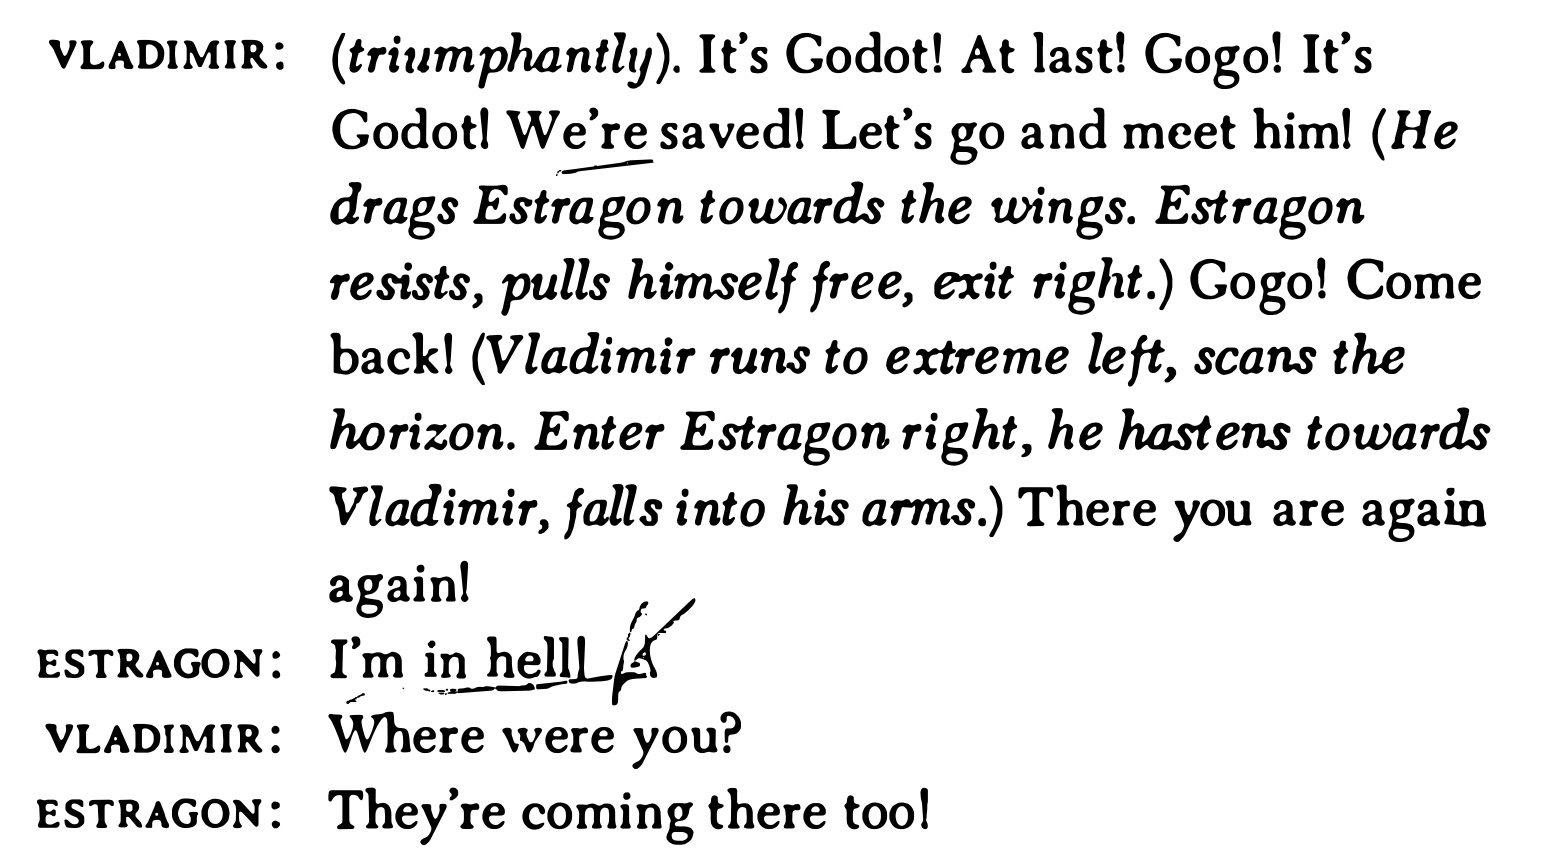 VLADIMIR: (triumphantly). It's Godot! At last! Gogo! It's
Godot! We're saved! Let's go and meet him! (He
drags Estragon towards the wings. Estragon
resists, pulls himself free, exit right.) Gogo! Come
back! (Vladimir runs to extreme left, scans the
horizon. Enter Estragon right, he hastens towards
Vladimir, falls into his arms.) There you are again
again!
ESTRAGON: I'm in hell!
VLADIMIR: Where were you?
ESTRAGON: They're coming there too!